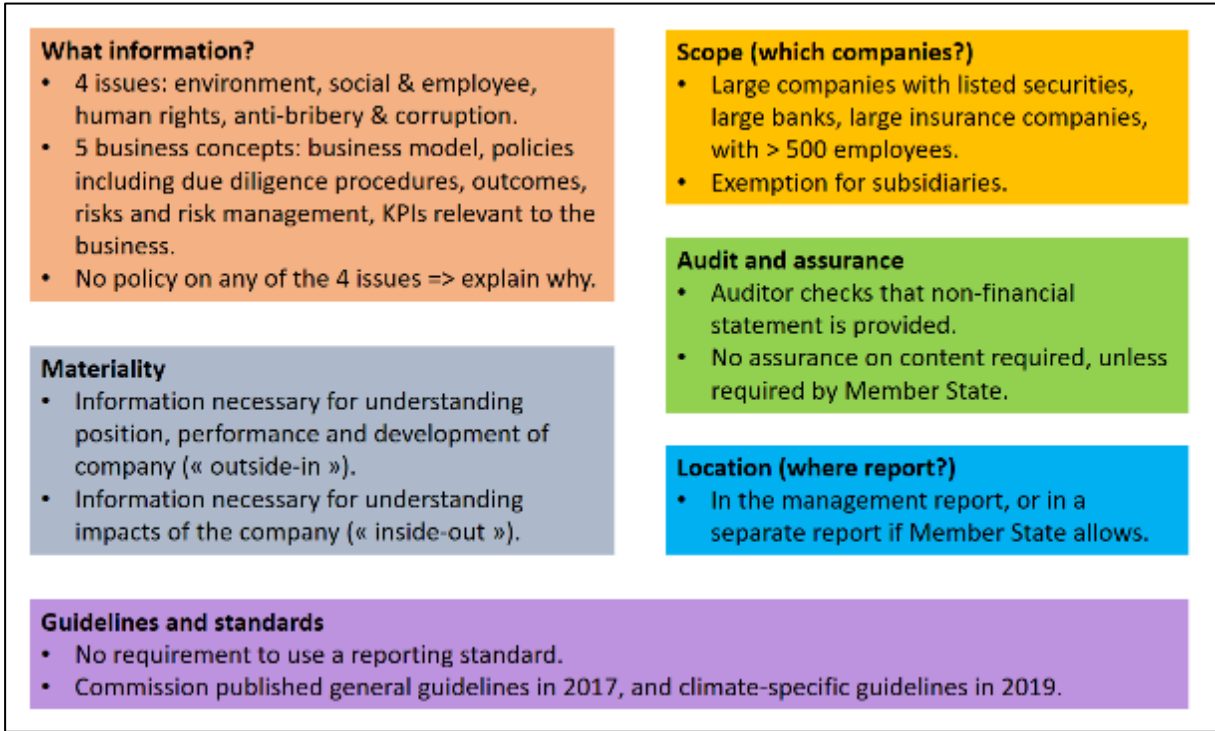 What information?
• 4 issues: environment, social & employee,
human rights, anti-bribery & corruption.
• 5 business concepts: business model, policies
including due diligence procedures, outcomes,
risks and risk management, KPIs relevant to the
business.
• No policy on any of the 4 issues => explain why.
Materiality
• Information necessary for understanding
position, performance and development of
company (« outside-in »).
• Information necessary for understanding
impacts of the company (« inside-out »).
Scope (which companies?)
• Large companies with listed securities,
large banks, large insurance companies,
with > 500 employees.
• Exemption for subsidiaries.
Audit and assurance
• Auditor checks that non-financial
statement is provided.
• No assurance on content required, unless
required by Member State.
Location (where report?)
• In the management report, or in a
separate report if Member State allows.
Guidelines and standards
• No requirement to use a reporting standard.
• Commission published general guidelines in 2017, and climate-specific guidelines in 2019.